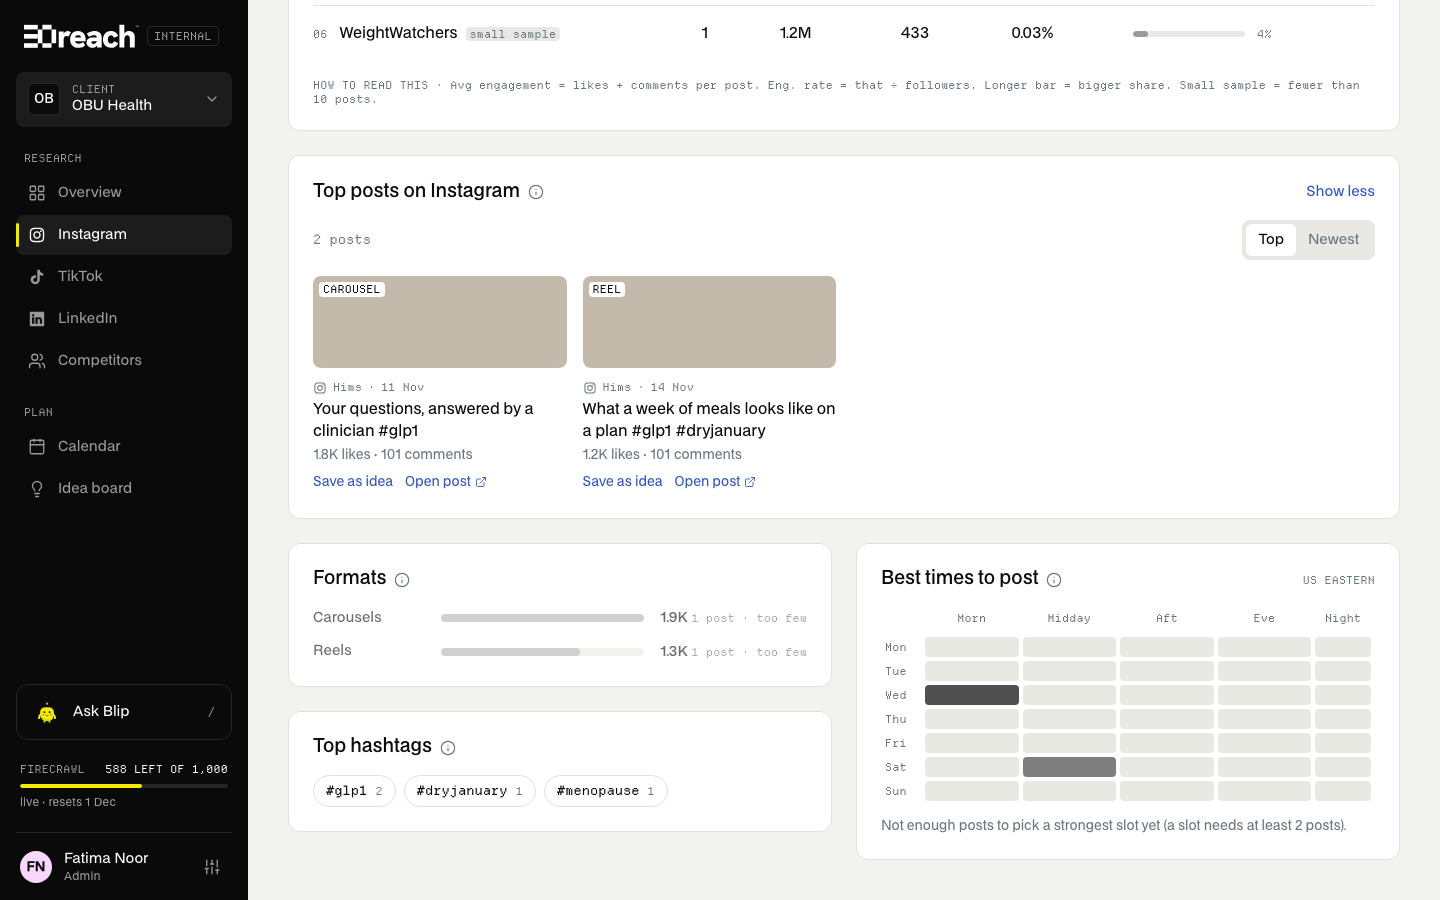 reach
INTERNAL
OB
CLIENT
OBU Health
RESEARCH
Overview
Instagram
TikTok
LinkedIn
Competitors
PLAN
Calendar
Idea board
Ask Blip
/
FIRECRAWL 588 LEFT OF 1,000
live · resets 1 Dec
FN
Fatima Noor
Admin
06 WeightWatchers small sample 1 1.2M 433 0.03% 4%
HOW TO READ THIS · Avg engagement = likes + comments per post. Eng. rate = that ÷ followers. Longer bar = bigger share. Small sample = fewer than
10 posts.
Top posts on Instagram
Show less
2 posts
Top Newest
CAROUSEL
Hims · 11 Nov
Your questions, answered by a
clinician #glp1
1.8K likes · 101 comments
Save as idea Open post
REEL
Hims · 14 Nov
What a week of meals looks like on
a plan #glp1 #dryjanuary
1.2K likes · 101 comments
Save as idea Open post
Formats
Carousels 1.9K 1 post · too few
Reels 1.3K 1 post · too few
Top hashtags
#glp1 2 #dryjanuary 1 #menopause 1
Best times to post
US EASTERN
Morn Midday Aft Eve Night
Mon
Tue
Wed
Thu
Fri
Sat
Sun
Not enough posts to pick a strongest slot yet (a slot needs at least 2 posts).